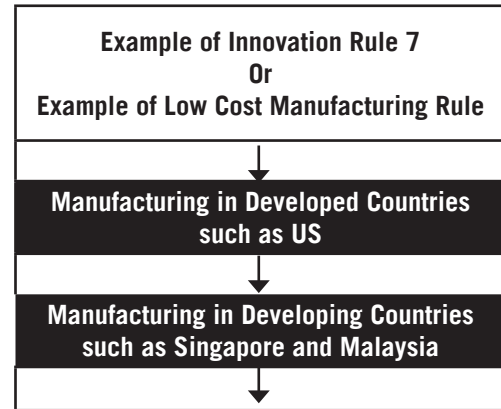 Example of Innovation Rule 7
Or
Example of Low Cost Manufacturing Rule
Manufacturing in Developed Countries
such as US
Manufacturing in Developing Countries
such as Singapore and Malaysia